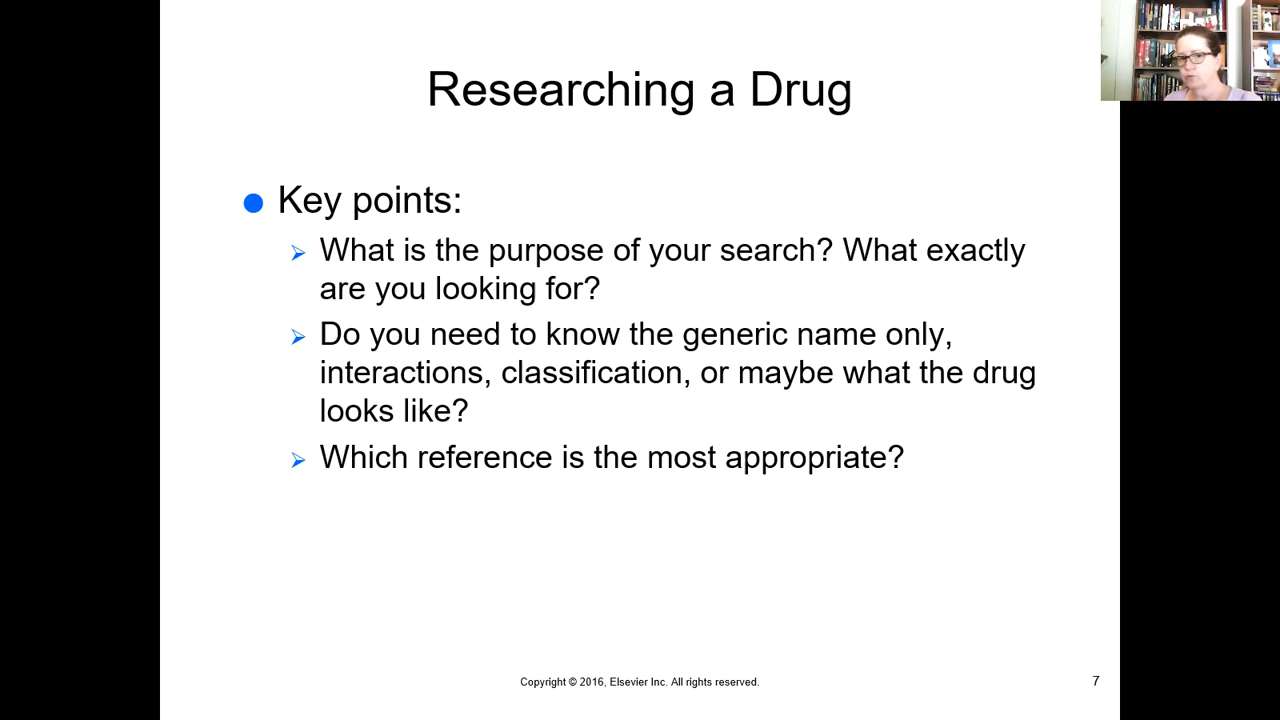 Researching a Drug
Key points:
What is the purpose of your search? What exactly
are you looking for?
Do you need to know the generic name only,
interactions, classification, or maybe what the drug
looks like?
Which reference is the most appropriate?
Copyright © 2016, Elsevier Inc. All rights reserved.
7